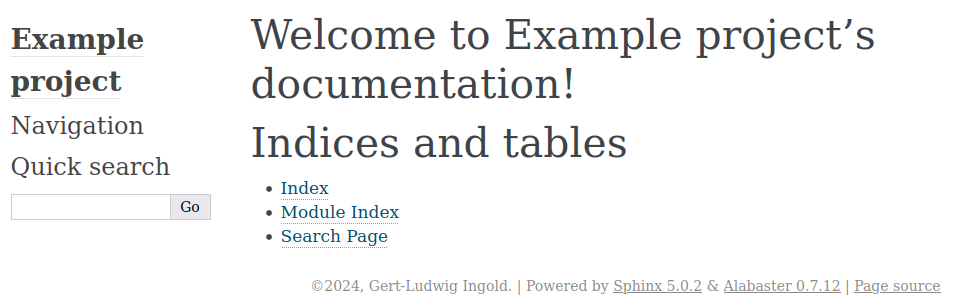 Example
project
Navigation
Quick search
Go
Welcome to Example project’s
documentation!
Indices and tables
• Index
• Module Index
• Search Page
©2024, Gert-Ludwig Ingold. | Powered by Sphinx 5.0.2 & Alabaster 0.7.12 | Page source